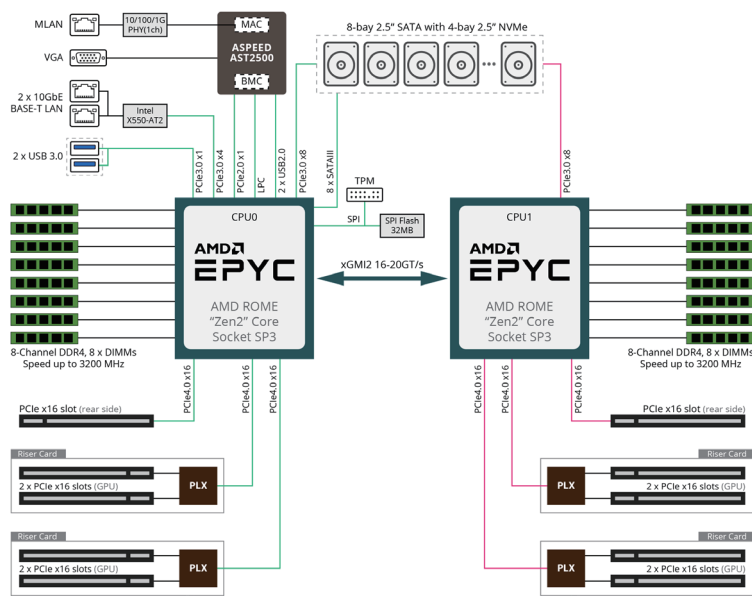 MLAN
10/100/1G
PHY(1ch)
MAC
ASPEED
AST2500
BMC
VGA
2 x 10GbE
BASE-T LAN
Intel
X550-AT2
2 x USB 3.0
8-bay 2.5” SATA with 4-bay 2.5” NVMe
PCIe3.0 x1
PCIe3.0 x4
PCIe2.0 x1
LPC
2 x USB2.0
PCIe3.0 x8
8 x SATAIII
PCIe3.0 x8
TPM
SPI
SPI Flash
32MB
CPU0
AMD
EPYC
AMD ROME
“Zen2” Core
Socket SP3
xGMI2 16-20GT/s
CPU1
AMD
EPYC
AMD ROME
“Zen2” Core
Socket SP3
8-Channel DDR4, 8 x DIMMs
Speed up to 3200 MHz
8-Channel DDR4, 8 x DIMMs
Speed up to 3200 MHz
PCIe4.0 x16
PCIe4.0 x16
PCIe4.0 x16
PCIe4.0 x16
PCIe4.0 x16
PCIe4.0 x16
PCIe x16 slot (rear side)
PCIe x16 slot (rear side)
Riser Card
2 x PCIe x16 slots (GPU)
PLX
Riser Card
PLX
2 x PCIe x16 slots (GPU)
Riser Card
2 x PCIe x16 slots (GPU)
PLX
Riser Card
PLX
2 x PCIe x16 slots (GPU)